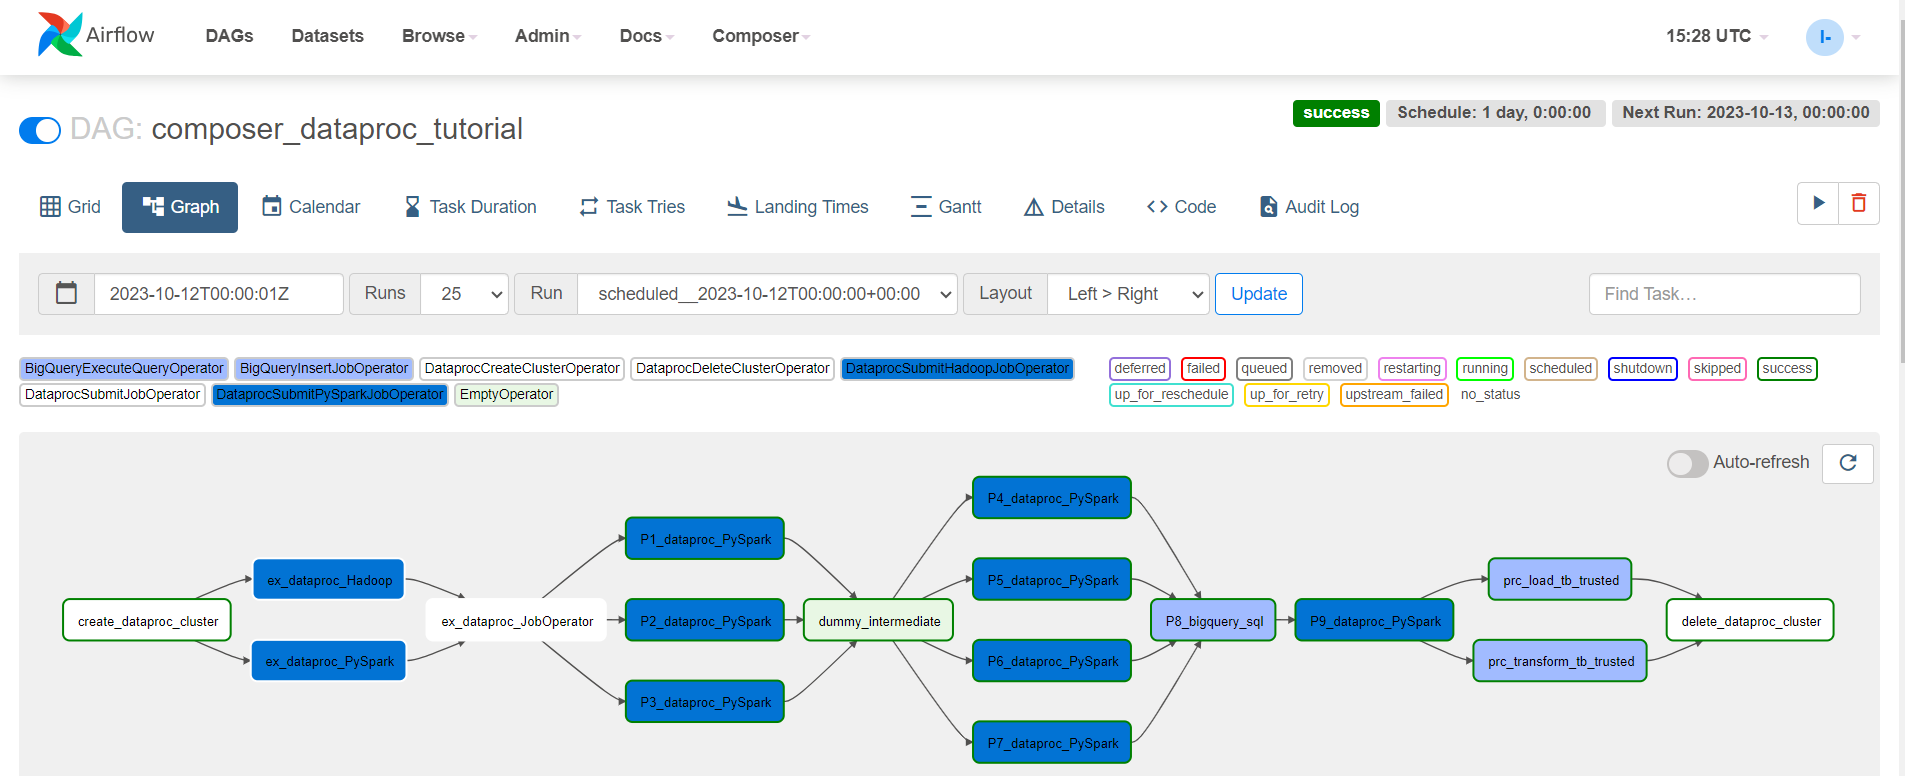 Airflow DAGs Datasets Browse Admin Docs Composer 15:28 UTC I-
DAG: composer_dataproc_tutorial success Schedule: 1 day, 0:00:00 Next Run: 2023-10-13, 00:00:00
Grid Graph Calendar Task Duration Task Tries Landing Times Gantt Details Code Audit Log
2023-10-12T00:00:01Z Runs 25 Run scheduled__2023-10-12T00:00:00+00:00 Layout Left > Right Update Find Task…
BigQueryExecuteQueryOperator BigQueryInsertJobOperator DataprocCreateClusterOperator DataprocDeleteClusterOperator DataprocSubmitHadoopJobOperator deferred failed queued removed restarting running scheduled shutdown skipped success
DataprocSubmitJobOperator DataprocSubmitPySparkJobOperator EmptyOperator up_for_reschedule up_for_retry upstream_failed no_status
Auto-refresh
P4_dataproc_PySpark
P1_dataproc_PySpark
ex_dataproc_Hadoop P5_dataproc_PySpark prc_load_tb_trusted
create_dataproc_cluster ex_dataproc_JobOperator P2_dataproc_PySpark dummy_intermediate P8_bigquery_sql P9_dataproc_PySpark delete_dataproc_cluster
ex_dataproc_PySpark P6_dataproc_PySpark prc_transform_tb_trusted
P3_dataproc_PySpark
P7_dataproc_PySpark